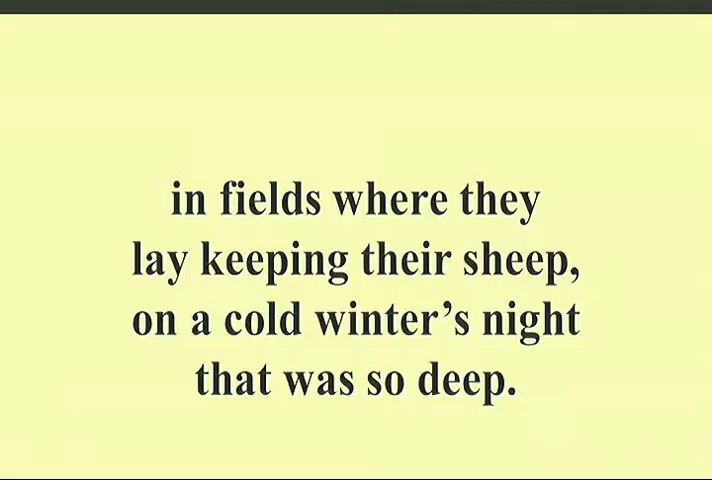 in fields where they
lay keeping their sheep,
on a cold winter’s night
that was so deep.